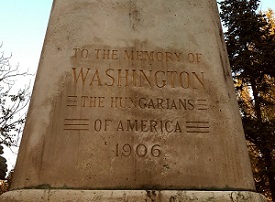 TO THE MEMORY OF
WASHINGTON
THE HUNGARIANS
OF AMERICA
1906